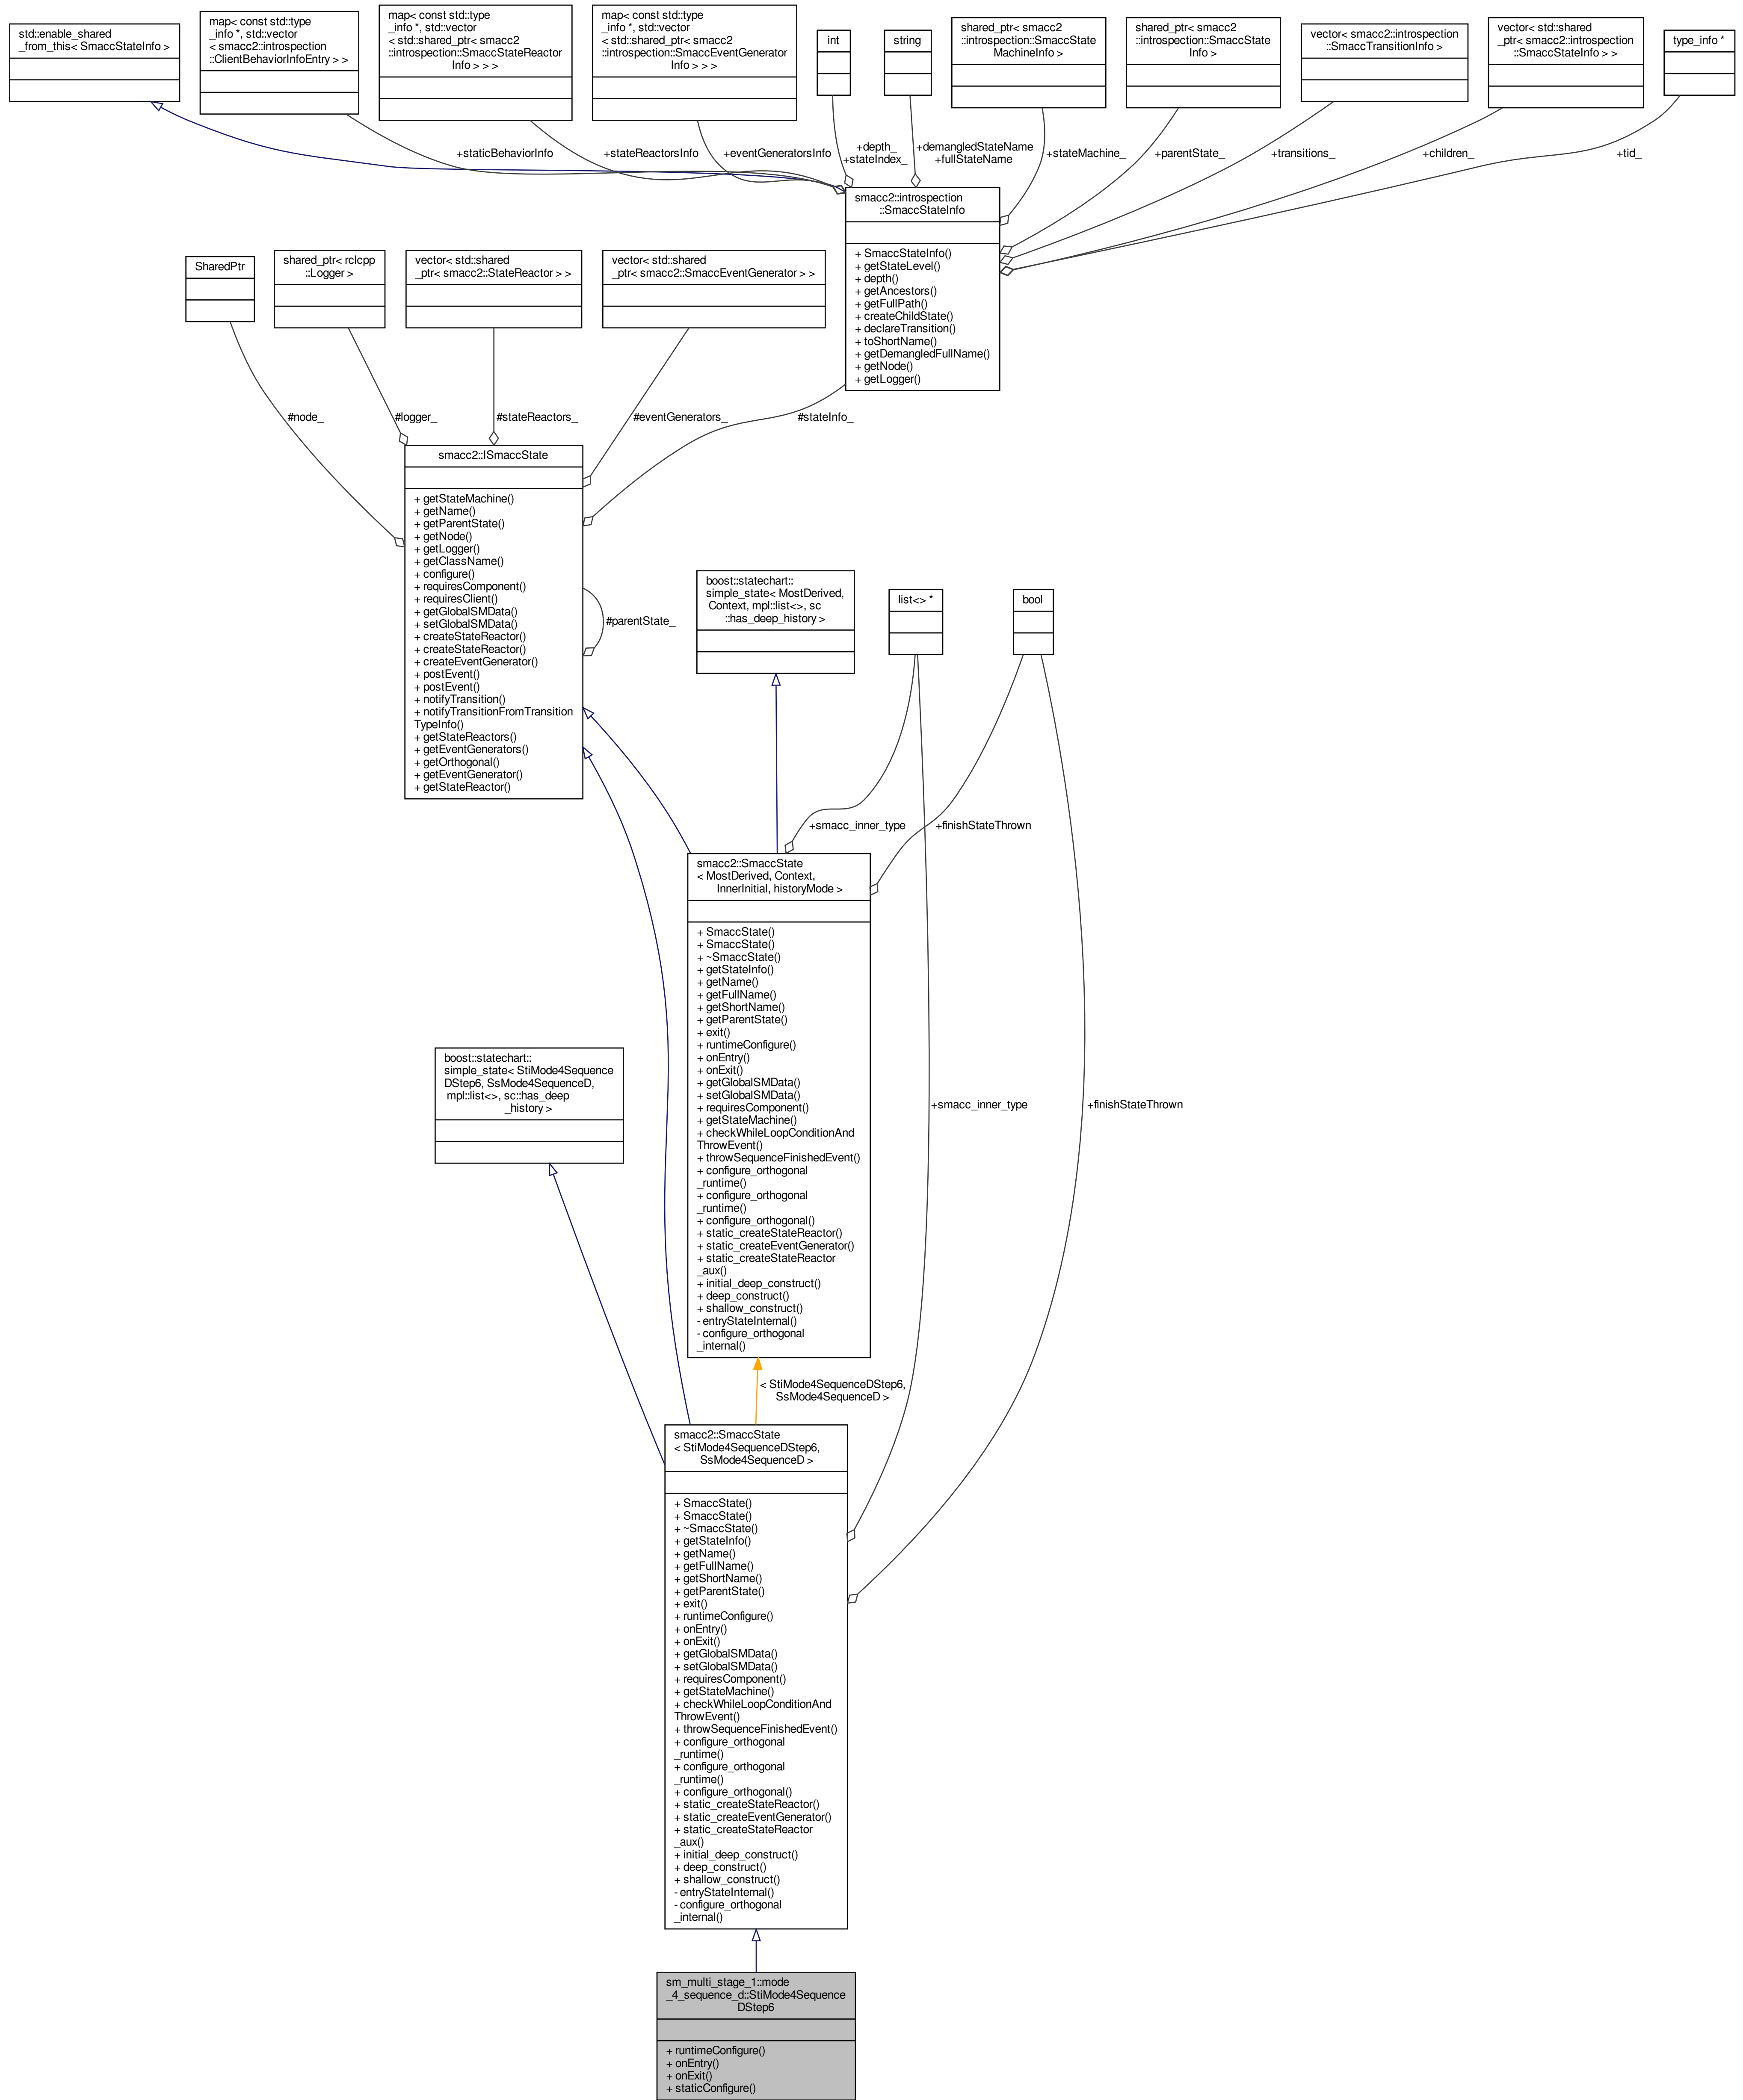 std::enable_shared
_from_this< SmaccStateInfo >
map< const std::type
_info *, std::vector
< smacc2::introspection
::ClientBehaviorInfoEntry > >
map< const std::type
_info *, std::vector
< std::shared_ptr< smacc2
::introspection::SmaccStateReactor
Info > > >
map< const std::type
_info *, std::vector
< std::shared_ptr< smacc2
::introspection::SmaccEventGenerator
Info > > >
int
string
shared_ptr< smacc2
::introspection::SmaccState
MachineInfo >
shared_ptr< smacc2
::introspection::SmaccState
Info >
vector< smacc2::introspection
::SmaccTransitionInfo >
vector< std::shared
_ptr< smacc2::introspection
::SmaccStateInfo > >
type_info *
+staticBehaviorInfo
+stateReactorsInfo
+eventGeneratorsInfo
+depth_
+stateIndex_
+demangledStateName
+fullStateName
+stateMachine_
+parentState_
+transitions_
+children_
+tid_
smacc2::introspection
::SmaccStateInfo
+ SmaccStateInfo()
+ getStateLevel()
+ depth()
+ getAncestors()
+ getFullPath()
+ createChildState()
+ declareTransition()
+ toShortName()
+ getDemangledFullName()
+ getNode()
+ getLogger()
SharedPtr
shared_ptr< rclcpp
::Logger >
vector< std::shared
_ptr< smacc2::StateReactor > >
vector< std::shared
_ptr< smacc2::SmaccEventGenerator > >
#node_
#logger_
#stateReactors_
#eventGenerators_
#stateInfo_
smacc2::ISmaccState
+ getStateMachine()
+ getName()
+ getParentState()
+ getNode()
+ getLogger()
+ getClassName()
+ configure()
+ requiresComponent()
+ requiresClient()
+ getGlobalSMData()
+ setGlobalSMData()
+ createStateReactor()
+ createStateReactor()
+ createEventGenerator()
+ postEvent()
+ postEvent()
+ notifyTransition()
+ notifyTransitionFromTransition
TypeInfo()
+ getStateReactors()
+ getEventGenerators()
+ getOrthogonal()
+ getEventGenerator()
+ getStateReactor()
#parentState_
boost::statechart::
simple_state< MostDerived,
Context, mpl::list<>, sc
::has_deep_history >
list<> *
bool
+smacc_inner_type
+finishStateThrown
smacc2::SmaccState
< MostDerived, Context,
InnerInitial, historyMode >
+ SmaccState()
+ SmaccState()
+ ~SmaccState()
+ getStateInfo()
+ getName()
+ getFullName()
+ getShortName()
+ getParentState()
+ exit()
+ runtimeConfigure()
+ onEntry()
+ onExit()
+ getGlobalSMData()
+ setGlobalSMData()
+ requiresComponent()
+ getStateMachine()
+ checkWhileLoopConditionAnd
ThrowEvent()
+ throwSequenceFinishedEvent()
+ configure_orthogonal
_runtime()
+ configure_orthogonal
_runtime()
+ configure_orthogonal()
+ static_createStateReactor()
+ static_createEventGenerator()
+ static_createStateReactor
_aux()
+ initial_deep_construct()
+ deep_construct()
+ shallow_construct()
- entryStateInternal()
- configure_orthogonal
_internal()
boost::statechart::
simple_state< StiMode4Sequence
DStep6, SsMode4SequenceD,
mpl::list<>, sc::has_deep
_history >
+smacc_inner_type
+finishStateThrown
< StiMode4SequenceDStep6,
SsMode4SequenceD >
smacc2::SmaccState
< StiMode4SequenceDStep6,
SsMode4SequenceD >
+ SmaccState()
+ SmaccState()
+ ~SmaccState()
+ getStateInfo()
+ getName()
+ getFullName()
+ getShortName()
+ getParentState()
+ exit()
+ runtimeConfigure()
+ onEntry()
+ onExit()
+ getGlobalSMData()
+ setGlobalSMData()
+ requiresComponent()
+ getStateMachine()
+ checkWhileLoopConditionAnd
ThrowEvent()
+ throwSequenceFinishedEvent()
+ configure_orthogonal
_runtime()
+ configure_orthogonal
_runtime()
+ configure_orthogonal()
+ static_createStateReactor()
+ static_createEventGenerator()
+ static_createStateReactor
_aux()
+ initial_deep_construct()
+ deep_construct()
+ shallow_construct()
- entryStateInternal()
- configure_orthogonal
_internal()
sm_multi_stage_1::mode
_4_sequence_d::StiMode4Sequence
DStep6
+ runtimeConfigure()
+ onEntry()
+ onExit()
+ staticConfigure()